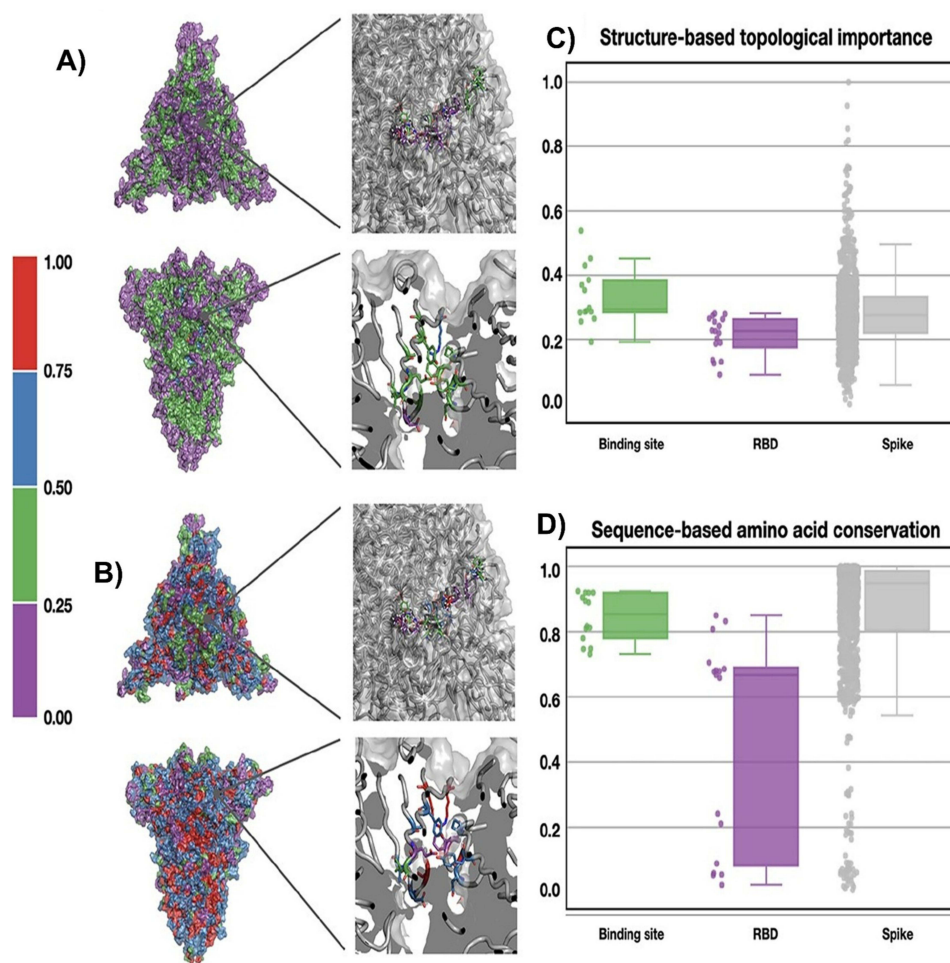 A)
1.00
0.75
0.50
0.25
0.00
B)
C)
Structure-based topological importance
1.0
0.8
0.6
0.4
0.2
0.0
Binding site RBD Spike
D)
Sequence-based amino acid conservation
1.0
0.8
0.6
0.4
0.2
0.0
Binding site RBD Spike